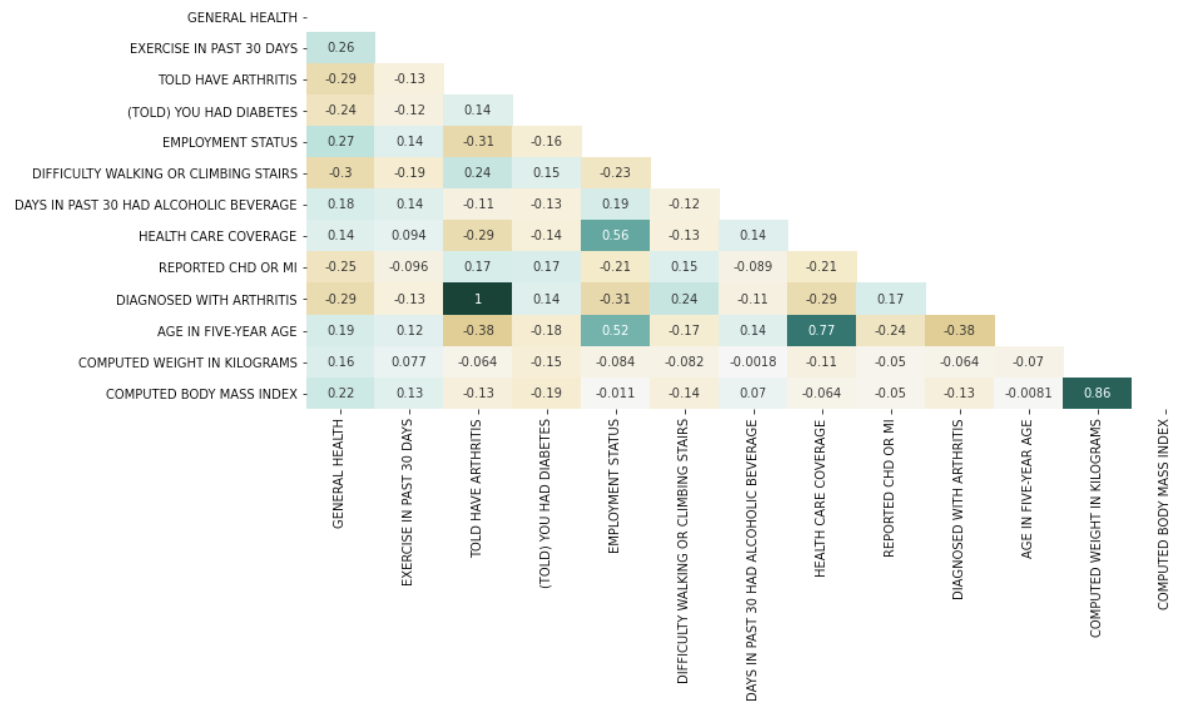 GENERAL HEALTH
EXERCISE IN PAST 30 DAYS 0.26
TOLD HAVE ARTHRITIS -0.29 -0.13
(TOLD) YOU HAD DIABETES -0.24 -0.12 0.14
EMPLOYMENT STATUS 0.27 0.14 -0.31 -0.16
DIFFICULTY WALKING OR CLIMBING STAIRS -0.3 -0.19 0.24 0.15 -0.23
DAYS IN PAST 30 HAD ALCOHOLIC BEVERAGE 0.18 0.14 -0.11 -0.13 0.19 -0.12
HEALTH CARE COVERAGE 0.14 0.094 -0.29 -0.14 0.56 -0.13 0.14
REPORTED CHD OR MI -0.25 -0.096 0.17 0.17 -0.21 0.15 -0.089 -0.21
DIAGNOSED WITH ARTHRITIS -0.29 -0.13 1 0.14 -0.31 0.24 -0.11 -0.29 0.17
AGE IN FIVE-YEAR AGE 0.19 0.12 -0.38 -0.18 0.52 -0.17 0.14 0.77 -0.24 -0.38
COMPUTED WEIGHT IN KILOGRAMS 0.16 0.077 -0.064 -0.15 -0.084 -0.082 -0.0018 -0.11 -0.05 -0.064 -0.07
COMPUTED BODY MASS INDEX 0.22 0.13 -0.13 -0.19 -0.011 -0.14 0.07 -0.064 -0.05 -0.13 -0.0081 0.86
GENERAL HEALTH
EXERCISE IN PAST 30 DAYS
TOLD HAVE ARTHRITIS
(TOLD) YOU HAD DIABETES
EMPLOYMENT STATUS
DIFFICULTY WALKING OR CLIMBING STAIRS
DAYS IN PAST 30 HAD ALCOHOLIC BEVERAGE
HEALTH CARE COVERAGE
REPORTED CHD OR MI
DIAGNOSED WITH ARTHRITIS
AGE IN FIVE-YEAR AGE
COMPUTED WEIGHT IN KILOGRAMS
COMPUTED BODY MASS INDEX